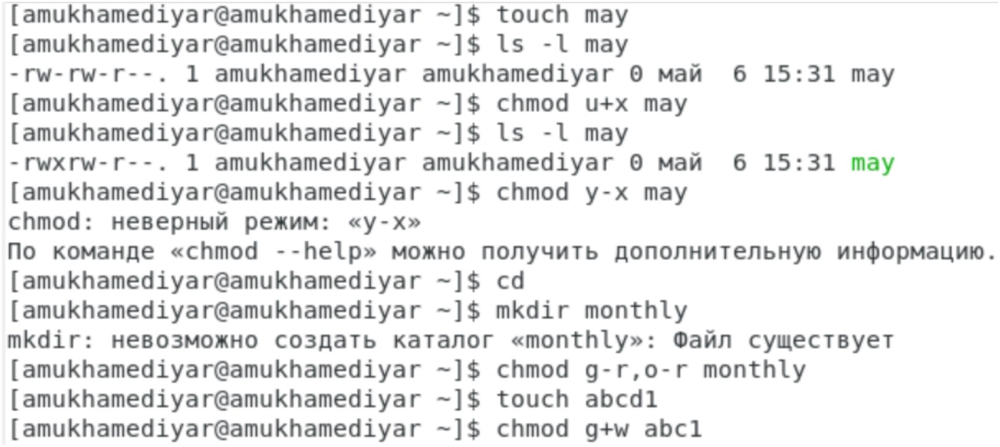 [amukhamediyar@amukhamediyar ~]$ touch may
[amukhamediyar@amukhamediyar ~]$ ls -l may
-rw-rw-r--. 1 amukhamediyar amukhamediyar 0 май  6 15:31 may
[amukhamediyar@amukhamediyar ~]$ chmod u+x may
[amukhamediyar@amukhamediyar ~]$ ls -l may
-rwxrw-r--. 1 amukhamediyar amukhamediyar 0 май  6 15:31 may
[amukhamediyar@amukhamediyar ~]$ chmod y-x may
chmod: неверный режим: «y-x»
По команде «chmod --help» можно получить дополнительную информацию.
[amukhamediyar@amukhamediyar ~]$ cd
[amukhamediyar@amukhamediyar ~]$ mkdir monthly
mkdir: невозможно создать каталог «monthly»: Файл существует
[amukhamediyar@amukhamediyar ~]$ chmod g-r,o-r monthly
[amukhamediyar@amukhamediyar ~]$ touch abcd1
[amukhamediyar@amukhamediyar ~]$ chmod g+w abc1